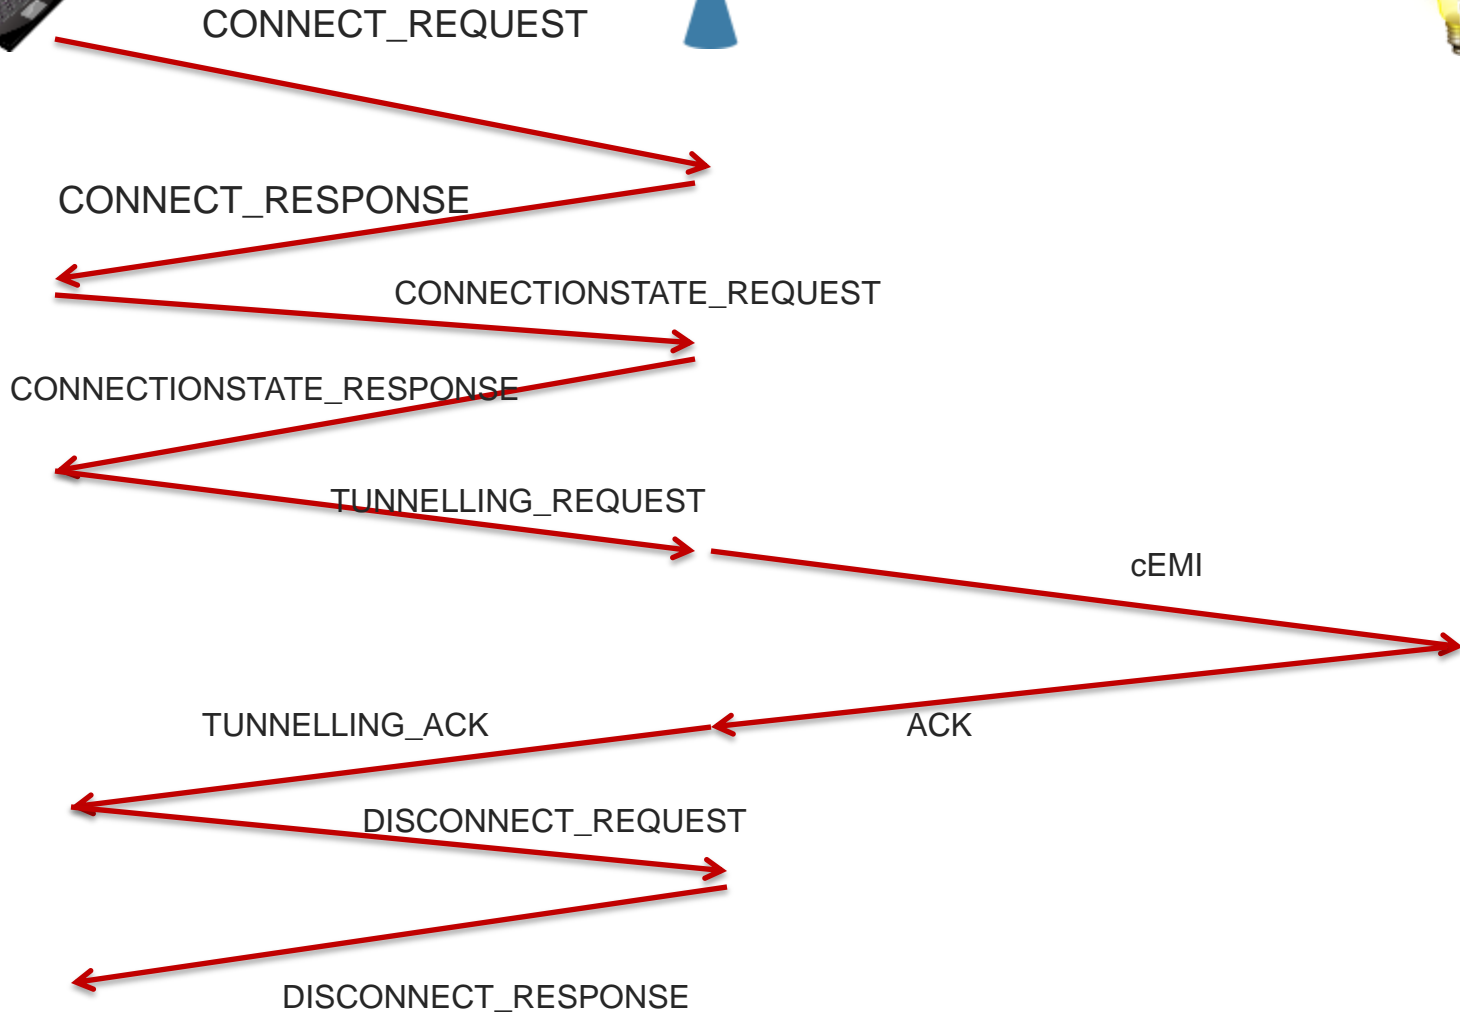 CONNECT_REQUEST
CONNECT_RESPONSE
CONNECTIONSTATE_REQUEST
CONNECTIONSTATE_RESPONSE
TUNNELLING_REQUEST
cEMI
TUNNELLING_ACK
ACK
DISCONNECT_REQUEST
DISCONNECT_RESPONSE